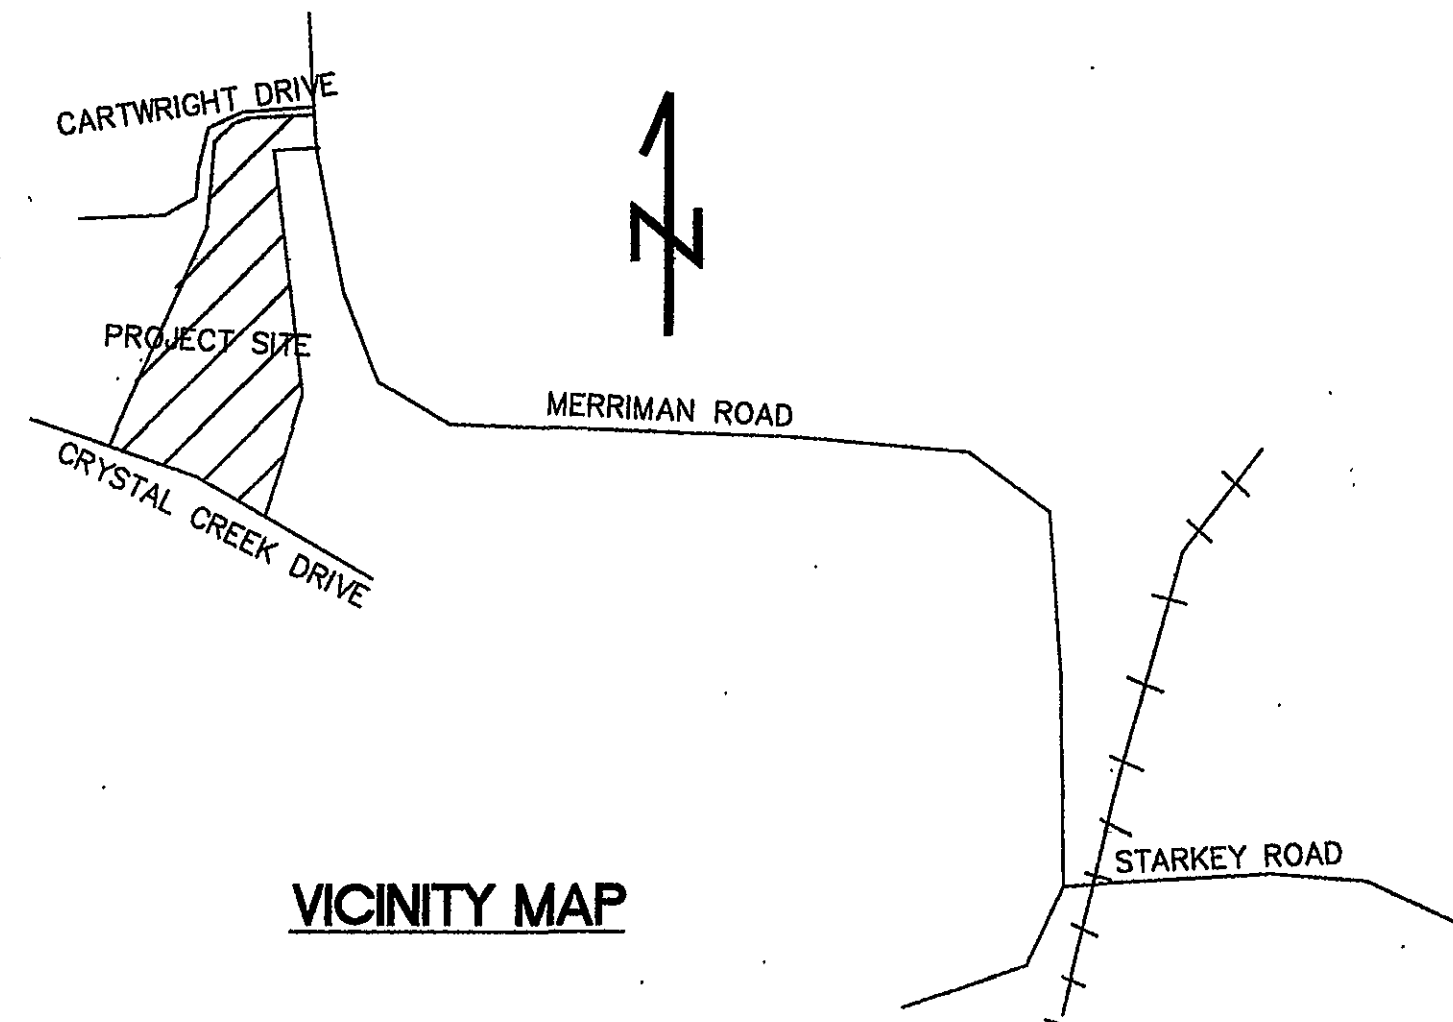 CARTWRIGHT DRIVE
N
PROJECT SITE
MERRIMAN ROAD
CRYSTAL CREEK DRIVE
STARKEY ROAD
VICINITY MAP